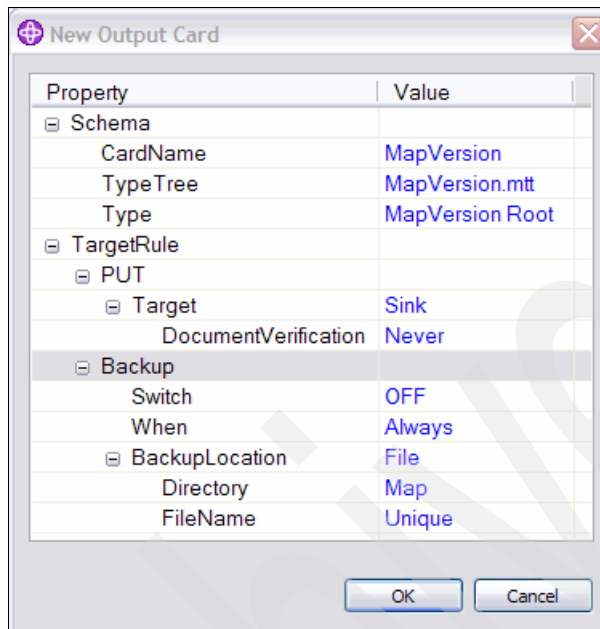 New Output Card
Property Value
Schema
CardName MapVersion
TypeTree MapVersion.mtt
Type MapVersion Root
TargetRule
PUT
Target Sink
DocumentVerification Never
Backup
Switch OFF
When Always
BackupLocation File
Directory Map
FileName Unique
OK Cancel